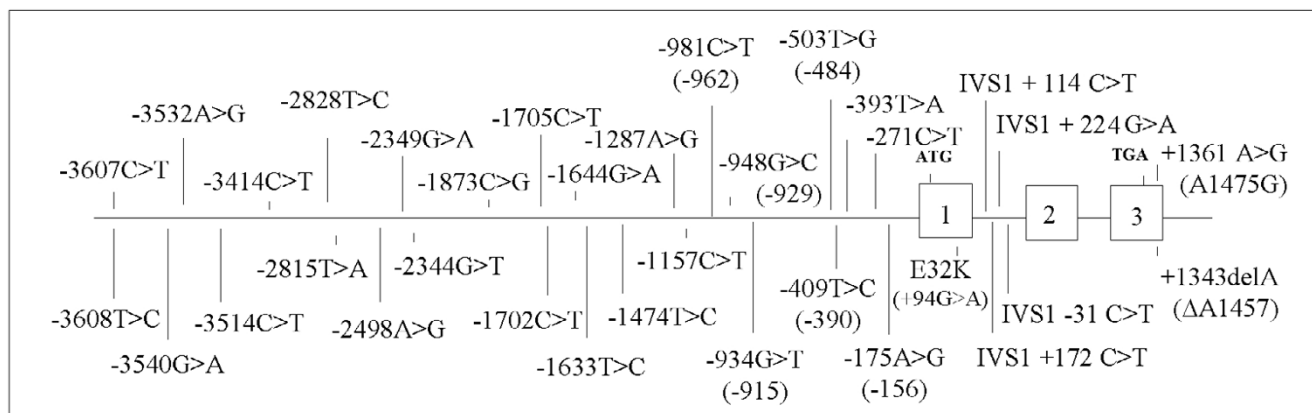 -981C>T
(-962)
-503T>G
(-484)
IVS1 + 114 C>T
-2828T>C
-3532A>G
-1705C>T
-393T>A
IVS1 + 224 G>A
-2349G>A
-1287A>G
-271C>T
ATG
TGA
-3607C>T
-3414C>T
-1873C>G
-1644G>A
-948G>C
(-929)
+1361 A>G
(A1475G)
1
2
3
-2815T>A
-2344G>T
-1157C>T
E32K
(+94G>A)
+1343delA
(ΔA1457)
-3608T>C
-3514C>T
-2498A>G
-1702C>T
-1474T>C
-409T>C
(-390)
IVS1 -31 C>T
-3540G>A
-1633T>C
-934G>T
(-915)
-175A>G
(-156)
IVS1 +172 C>T